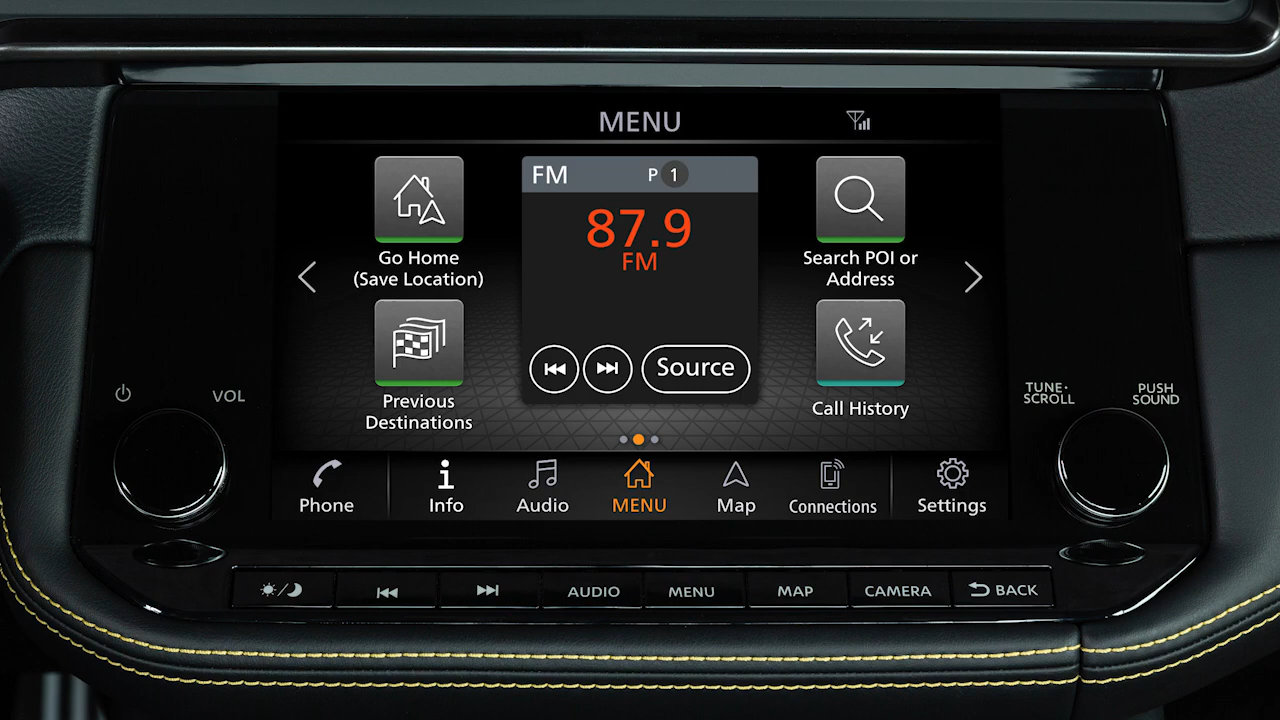 MENU
FM P 1
87.9
FM
Go Home
(Save Location)
Search POI or
Address
Source
Previous
Destinations
Call History
VOL
TUNE·
SCROLL
PUSH
SOUND
Phone
Info
Audio
MENU
Map
Connections
Settings
AUDIO
MENU
MAP
CAMERA
BACK